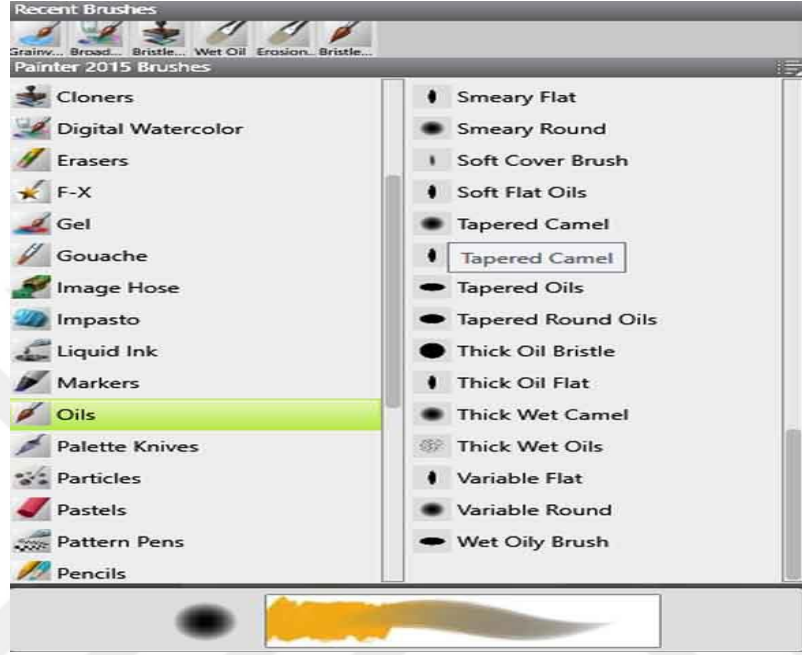 Recent Brushes
Grainy... Broad... Bristle... Wet Oil Erosion... Bristle...
Painter 2015 Brushes
Cloners
Digital Watercolor
Erasers
F-X
Gel
Gouache
Image Hose
Impasto
Liquid Ink
Markers
Oils
Palette Knives
Particles
Pastels
Pattern Pens
Pencils
Smeary Flat
Smeary Round
Soft Cover Brush
Soft Flat Oils
Tapered Camel
Tapered Camel
Tapered Oils
Tapered Round Oils
Thick Oil Bristle
Thick Oil Flat
Thick Wet Camel
Thick Wet Oils
Variable Flat
Variable Round
Wet Oily Brush